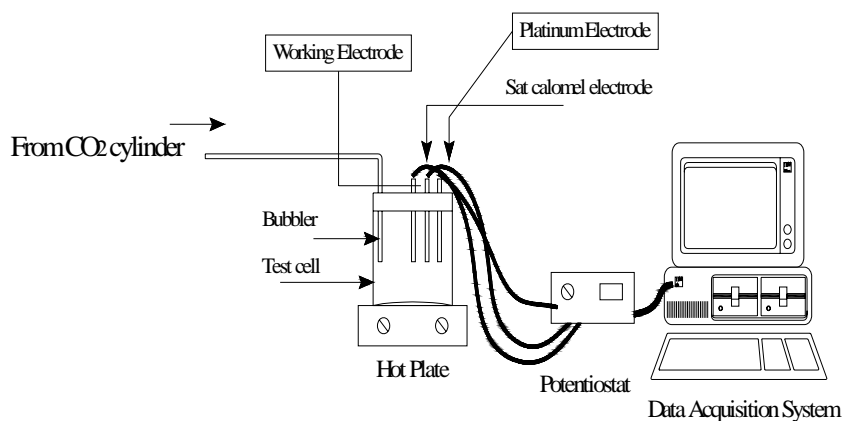 Platinum Electrode
Working Electrode
Sat calomel electrode
From CO2 cylinder
Bubbler
Test cell
Hot Plate
Potentiostat
Data Acquisition System